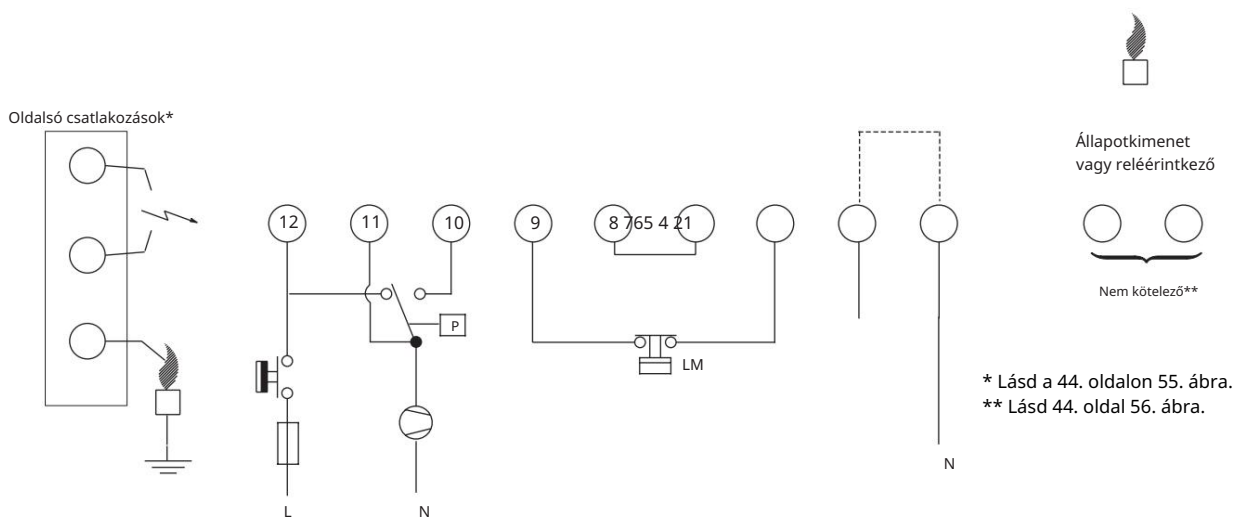 Oldalsó csatlakozások*
Állapotkimenet
vagy reléérintkező
12 11 10 9 8 765 4 21
Nem kötelező**
P
LM
* Lásd a 44. oldalon 55. ábra.
** Lásd 44. oldal 56. ábra.
N
L N